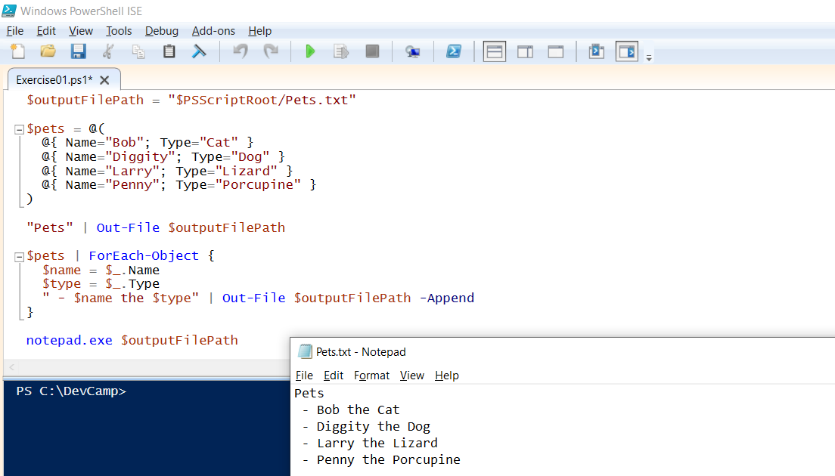 Windows PowerShell ISE
File Edit View Tools Debug Add-ons Help
Exercise01.ps1*
$outputFilePath = "$PSScriptRoot/Pets.txt"
$pets = @(
@{ Name="Bob"; Type="Cat" }
@{ Name="Diggity"; Type="Dog" }
@{ Name="Larry"; Type="Lizard" }
@{ Name="Penny"; Type="Porcupine" }
)
"Pets" | Out-File $outputFilePath
$pets | ForEach-Object {
$name = $_.Name
$type = $_.Type
" - $name the $type" | Out-File $outputFilePath -Append
}
notepad.exe $outputFilePath
PS C:\DevCamp>
Pets.txt - Notepad
File Edit Format View Help
Pets
- Bob the Cat
- Diggity the Dog
- Larry the Lizard
- Penny the Porcupine